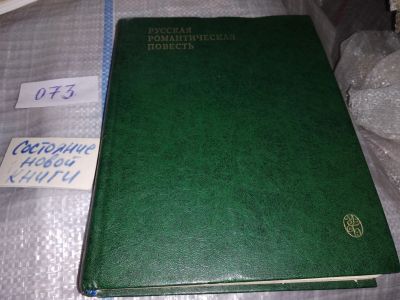 РУССКАЯ
РОМАНТИЧЕСКАЯ
ПОВЕСТЬ
073
Состояние
новой
книги